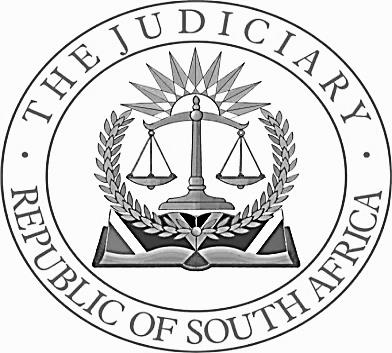 THE JUDICIARY
REPUBLIC OF SOUTH AFRICA